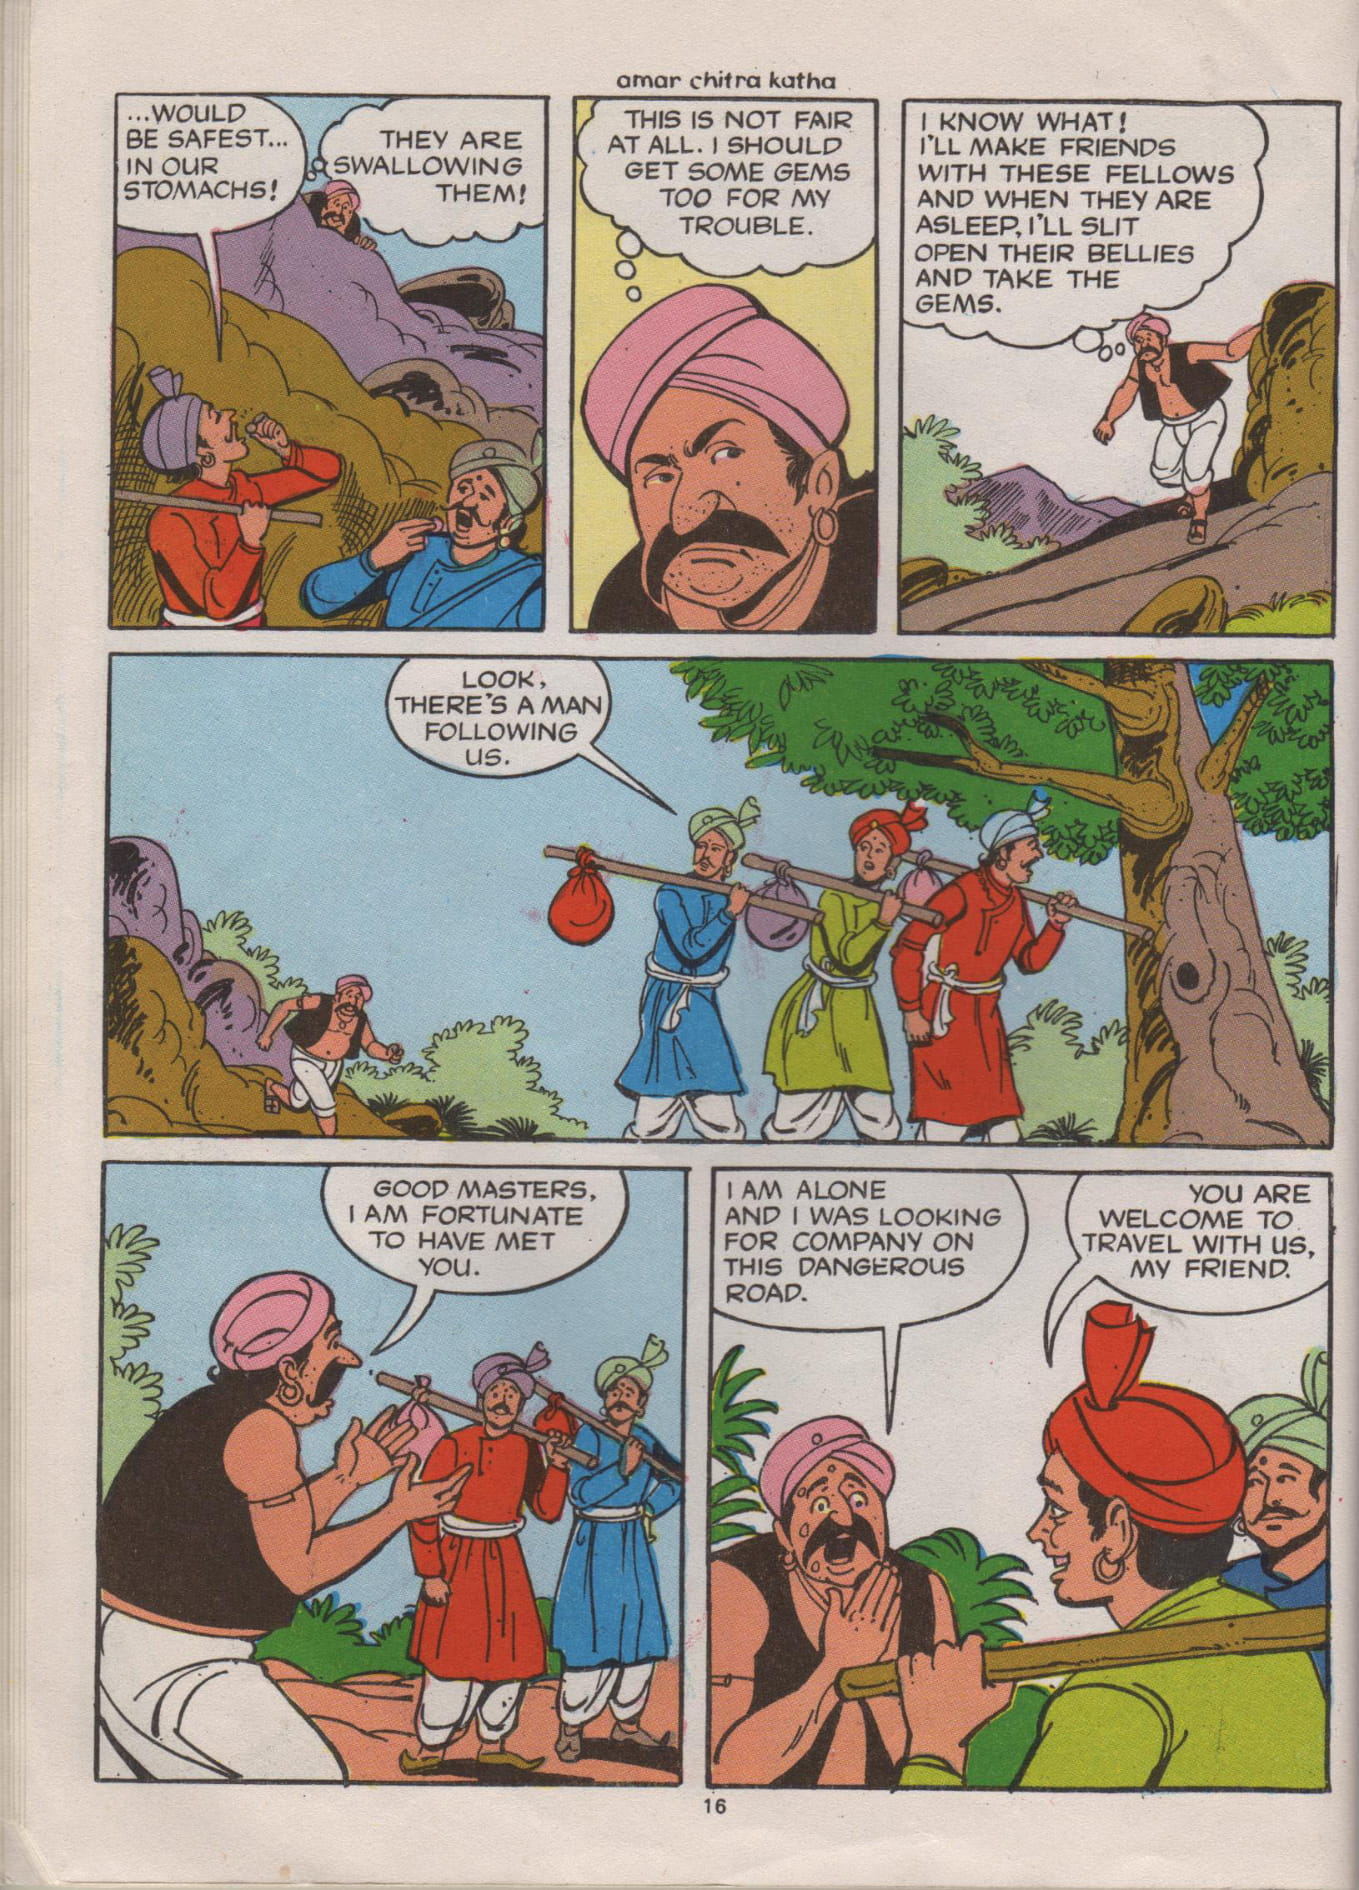 amar chitra katha
...WOULD
BE SAFEST...
IN OUR
STOMACHS!
THEY ARE
SWALLOWING
THEM!
THIS IS NOT FAIR
AT ALL. I SHOULD
GET SOME GEMS
TOO FOR MY
TROUBLE.
I KNOW WHAT!
I'LL MAKE FRIENDS
WITH THESE FELLOWS
AND WHEN THEY ARE
ASLEEP, I'LL SLIT
OPEN THEIR BELLIES
AND TAKE THE
GEMS.
LOOK,
THERE'S A MAN
FOLLOWING
US.
GOOD MASTERS,
I AM FORTUNATE
TO HAVE MET
YOU.
I AM ALONE
AND I WAS LOOKING
FOR COMPANY ON
THIS DANGEROUS
ROAD.
YOU ARE
WELCOME TO
TRAVEL WITH US,
MY FRIEND.
16